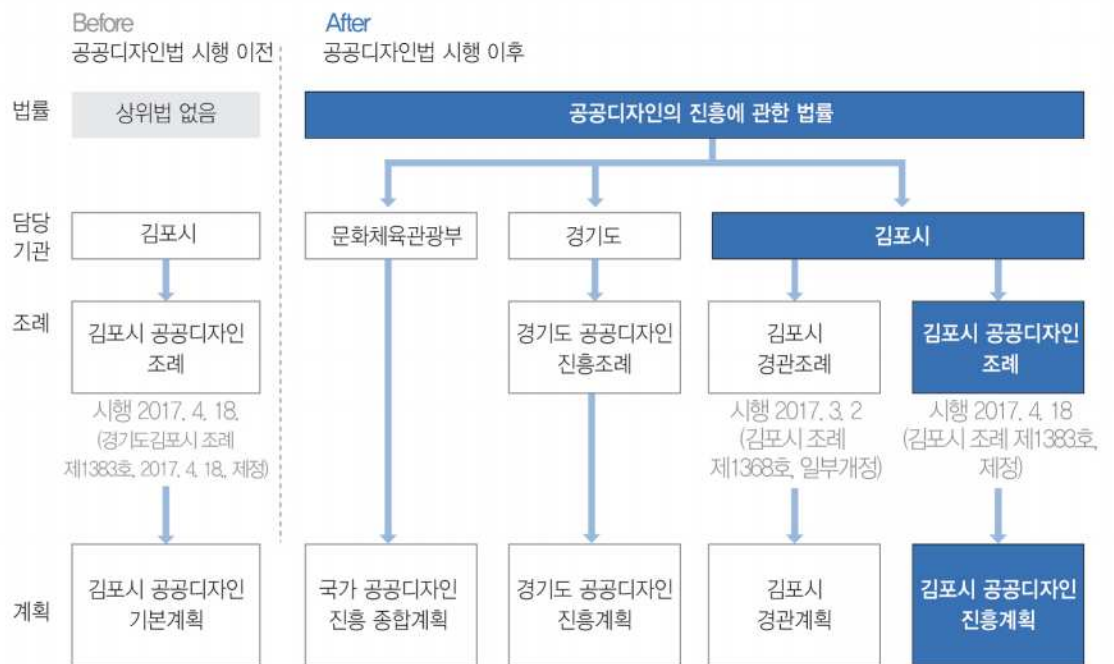 Before
공공디자인법 시행 이전
After
공공디자인법 시행 이후
법률
상위법 없음
공공디자인의 진흥에 관한 법률
담당
기관
김포시
문화체육관광부
경기도
김포시
조례
김포시 공공디자인
조례
경기도 공공디자인
진흥조례
김포시
경관조례
김포시 공공디자인
조례
시행 2017. 4. 18.
(경기도김포시 조례
제1383호, 2017. 4. 18., 제정)
시행 2017. 3. 2
(김포시 조례
제1368호, 일부개정)
시행 2017. 4. 18
(김포시 조례 제1383호,
제정)
계획
김포시 공공디자인
기본계획
국가 공공디자인
진흥 종합계획
경기도 공공디자인
진흥계획
김포시
경관계획
김포시 공공디자인
진흥계획